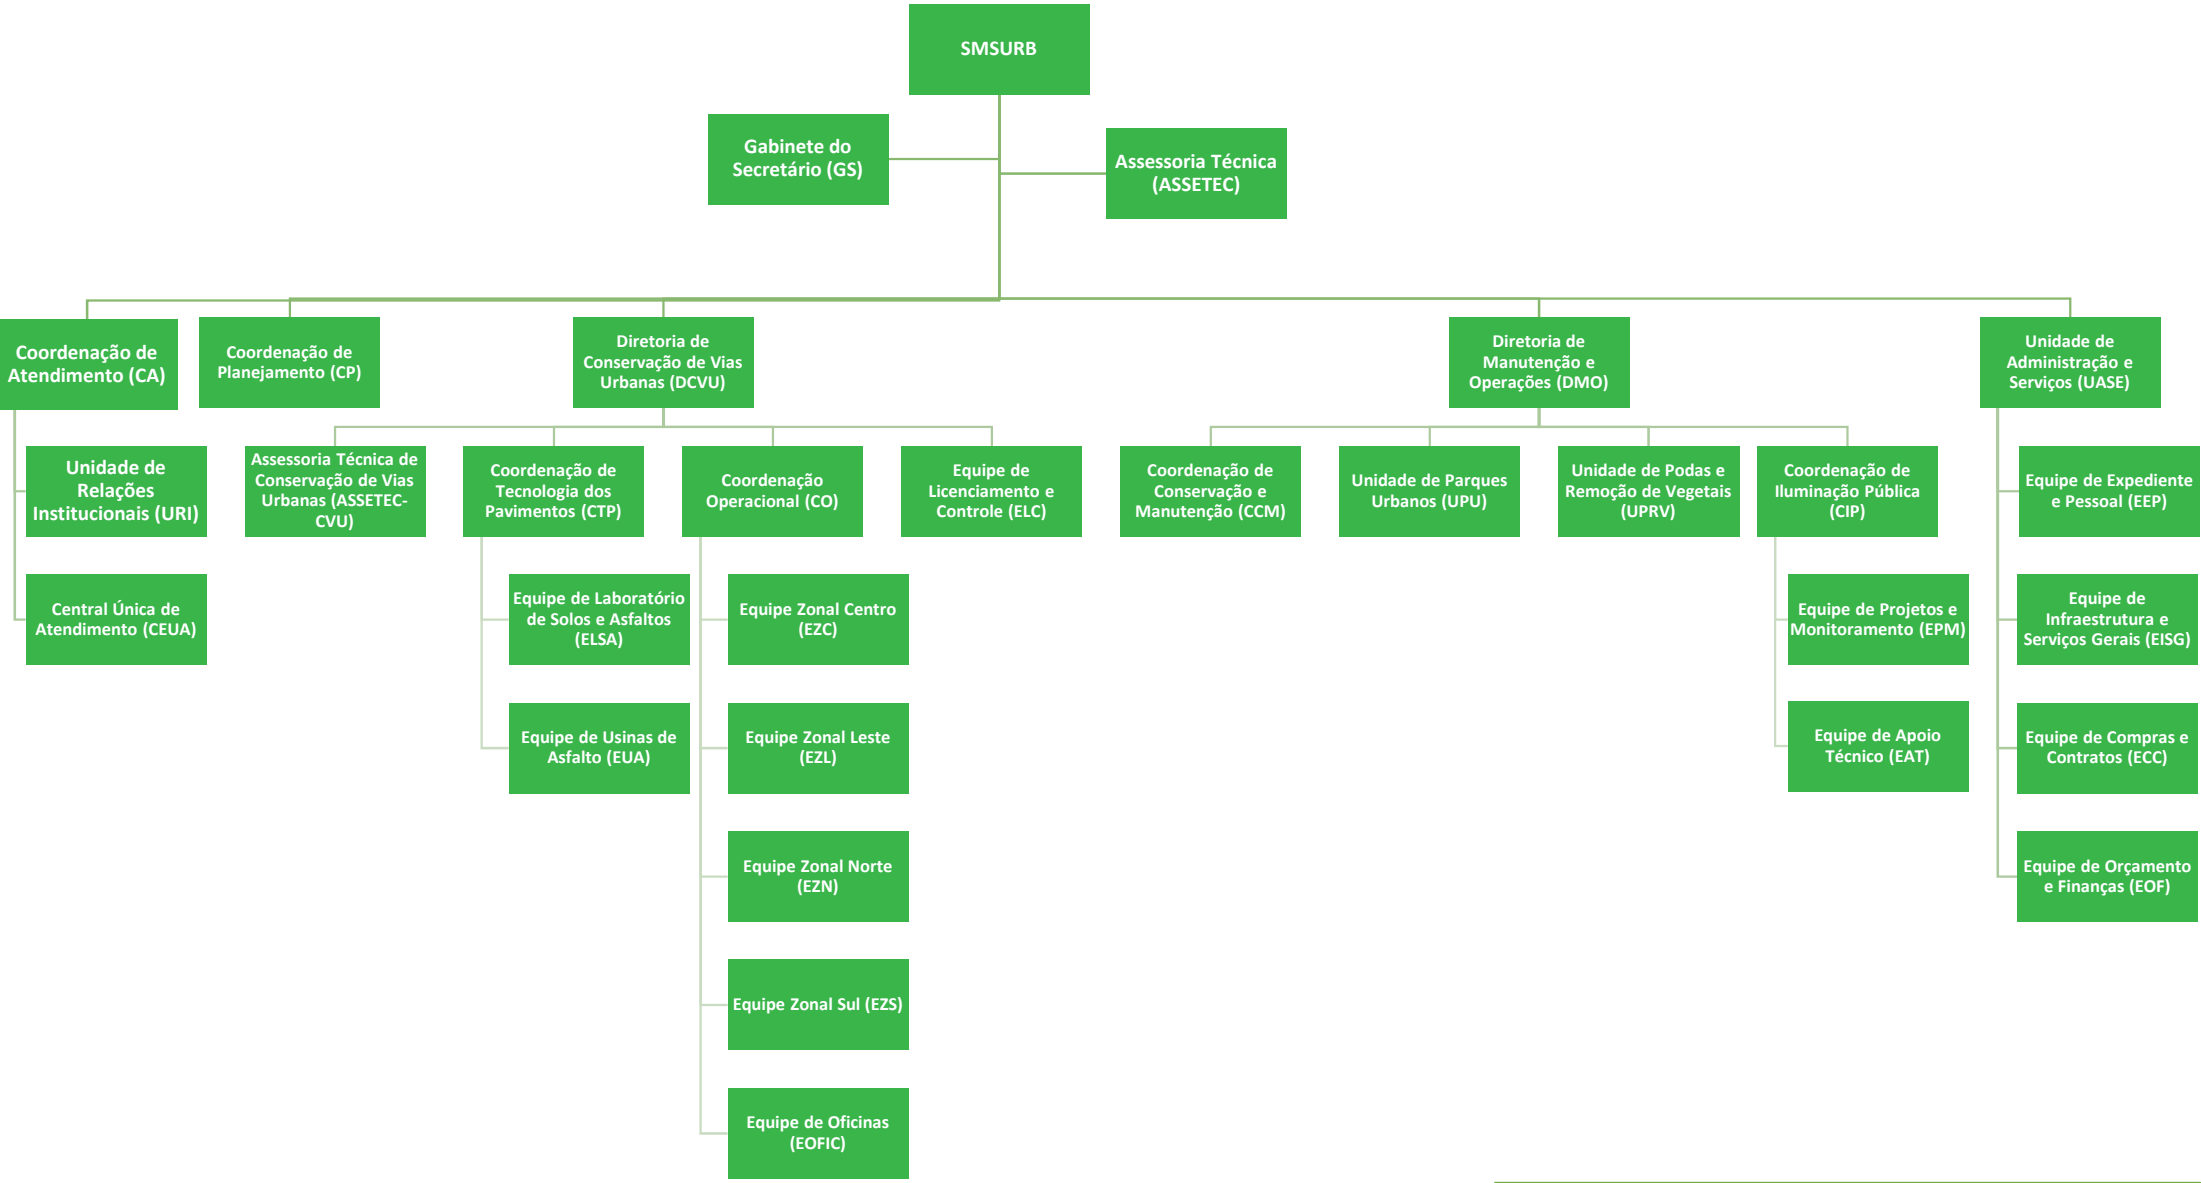 SMSURB
Gabinete do
Secretário (GS)
Assessoria Técnica
(ASSETEC)
Coordenação de
Atendimento (CA)
Coordenação de
Planejamento (CP)
Diretoria de
Conservação de Vias
Urbanas (DCVU)
Diretoria de
Manutenção e
Operações (DMO)
Unidade de
Administração e
Serviços (UASE)
Unidade de
Relações
Institucionais (URI)
Assessoria Técnica de
Conservação de Vias
Urbanas (ASSETEC-
CVU)
Coordenação de
Tecnologia dos
Pavimentos (CTP)
Coordenação
Operacional (CO)
Equipe de
Licenciamento e
Controle (ELC)
Coordenação de
Conservação e
Manutenção (CCM)
Unidade de Parques
Urbanos (UPU)
Unidade de Podas e
Remoção de Vegetais
(UPRV)
Coordenação de
Iluminação Pública
(CIP)
Equipe de Expediente
e Pessoal (EEP)
Central Única de
Atendimento (CEUA)
Equipe de Laboratório
de Solos e Asfaltos
(ELSA)
Equipe Zonal Centro
(EZC)
Equipe de Projetos e
Monitoramento (EPM)
Equipe de
Infraestrutura e
Serviços Gerais (EISG)
Equipe de Usinas de
Asfalto (EUA)
Equipe Zonal Leste
(EZL)
Equipe de Apoio
Técnico (EAT)
Equipe de Compras e
Contratos (ECC)
Equipe Zonal Norte
(EZN)
Equipe de Orçamento
e Finanças (EOF)
Equipe Zonal Sul (EZS)
Equipe de Oficinas
(EOFIC)